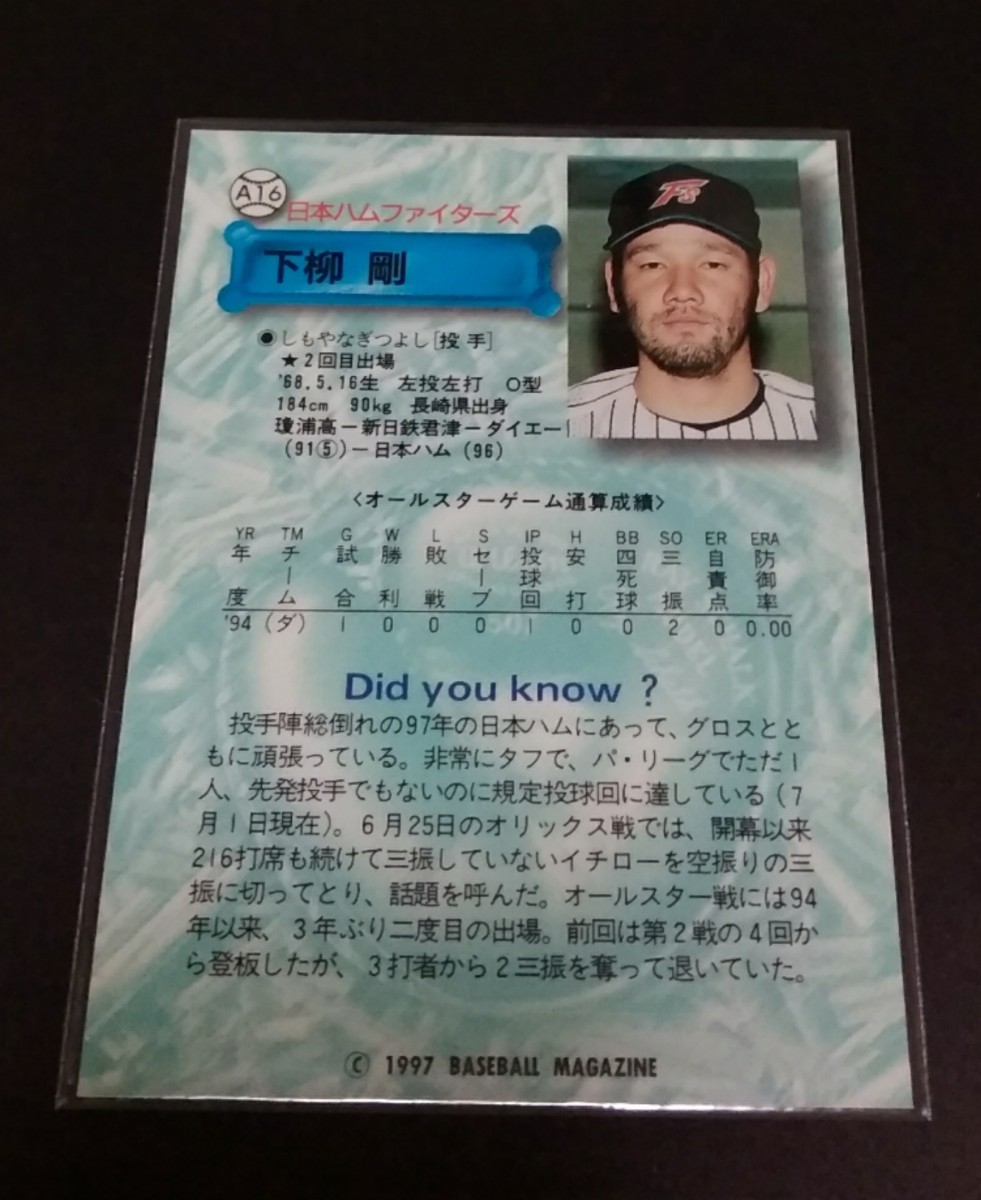 A16
日本ハムファイターズ
Fs
下柳 剛
●しもやなぎつよし[投手]
★2回目出場
'68.5.16生 左投左打 O型
184cm 90kg 長崎県出身
瓊浦高－新日鉄君津－ダイエー
（91⑤）－日本ハム（96）
〈オールスターゲーム通算成績〉
YR TM G W L S IP H BB SO ER ERA
年度 チーム 試合 勝利 敗戦 セーブ 投球回 安打 四死球 三振 自責点 防御率
'94 （ダ） 1 0 0 0 1 0 0 2 0 0.00
Did you know ?
投手陣総倒れの97年の日本ハムにあって、グロスとと
もに頑張っている。非常にタフで、パ・リーグでただ1
人、先発投手でもないのに規定投球回に達している（7
月1日現在）。6月25日のオリックス戦では、開幕以来
216打席も続けて三振していないイチローを空振りの三
振に切ってとり、話題を呼んだ。オールスター戦には94
年以来、3年ぶり二度目の出場。前回は第2戦の4回か
ら登板したが、3打者から2三振を奪って退いていた。
© 1997 BASEBALL MAGAZINE